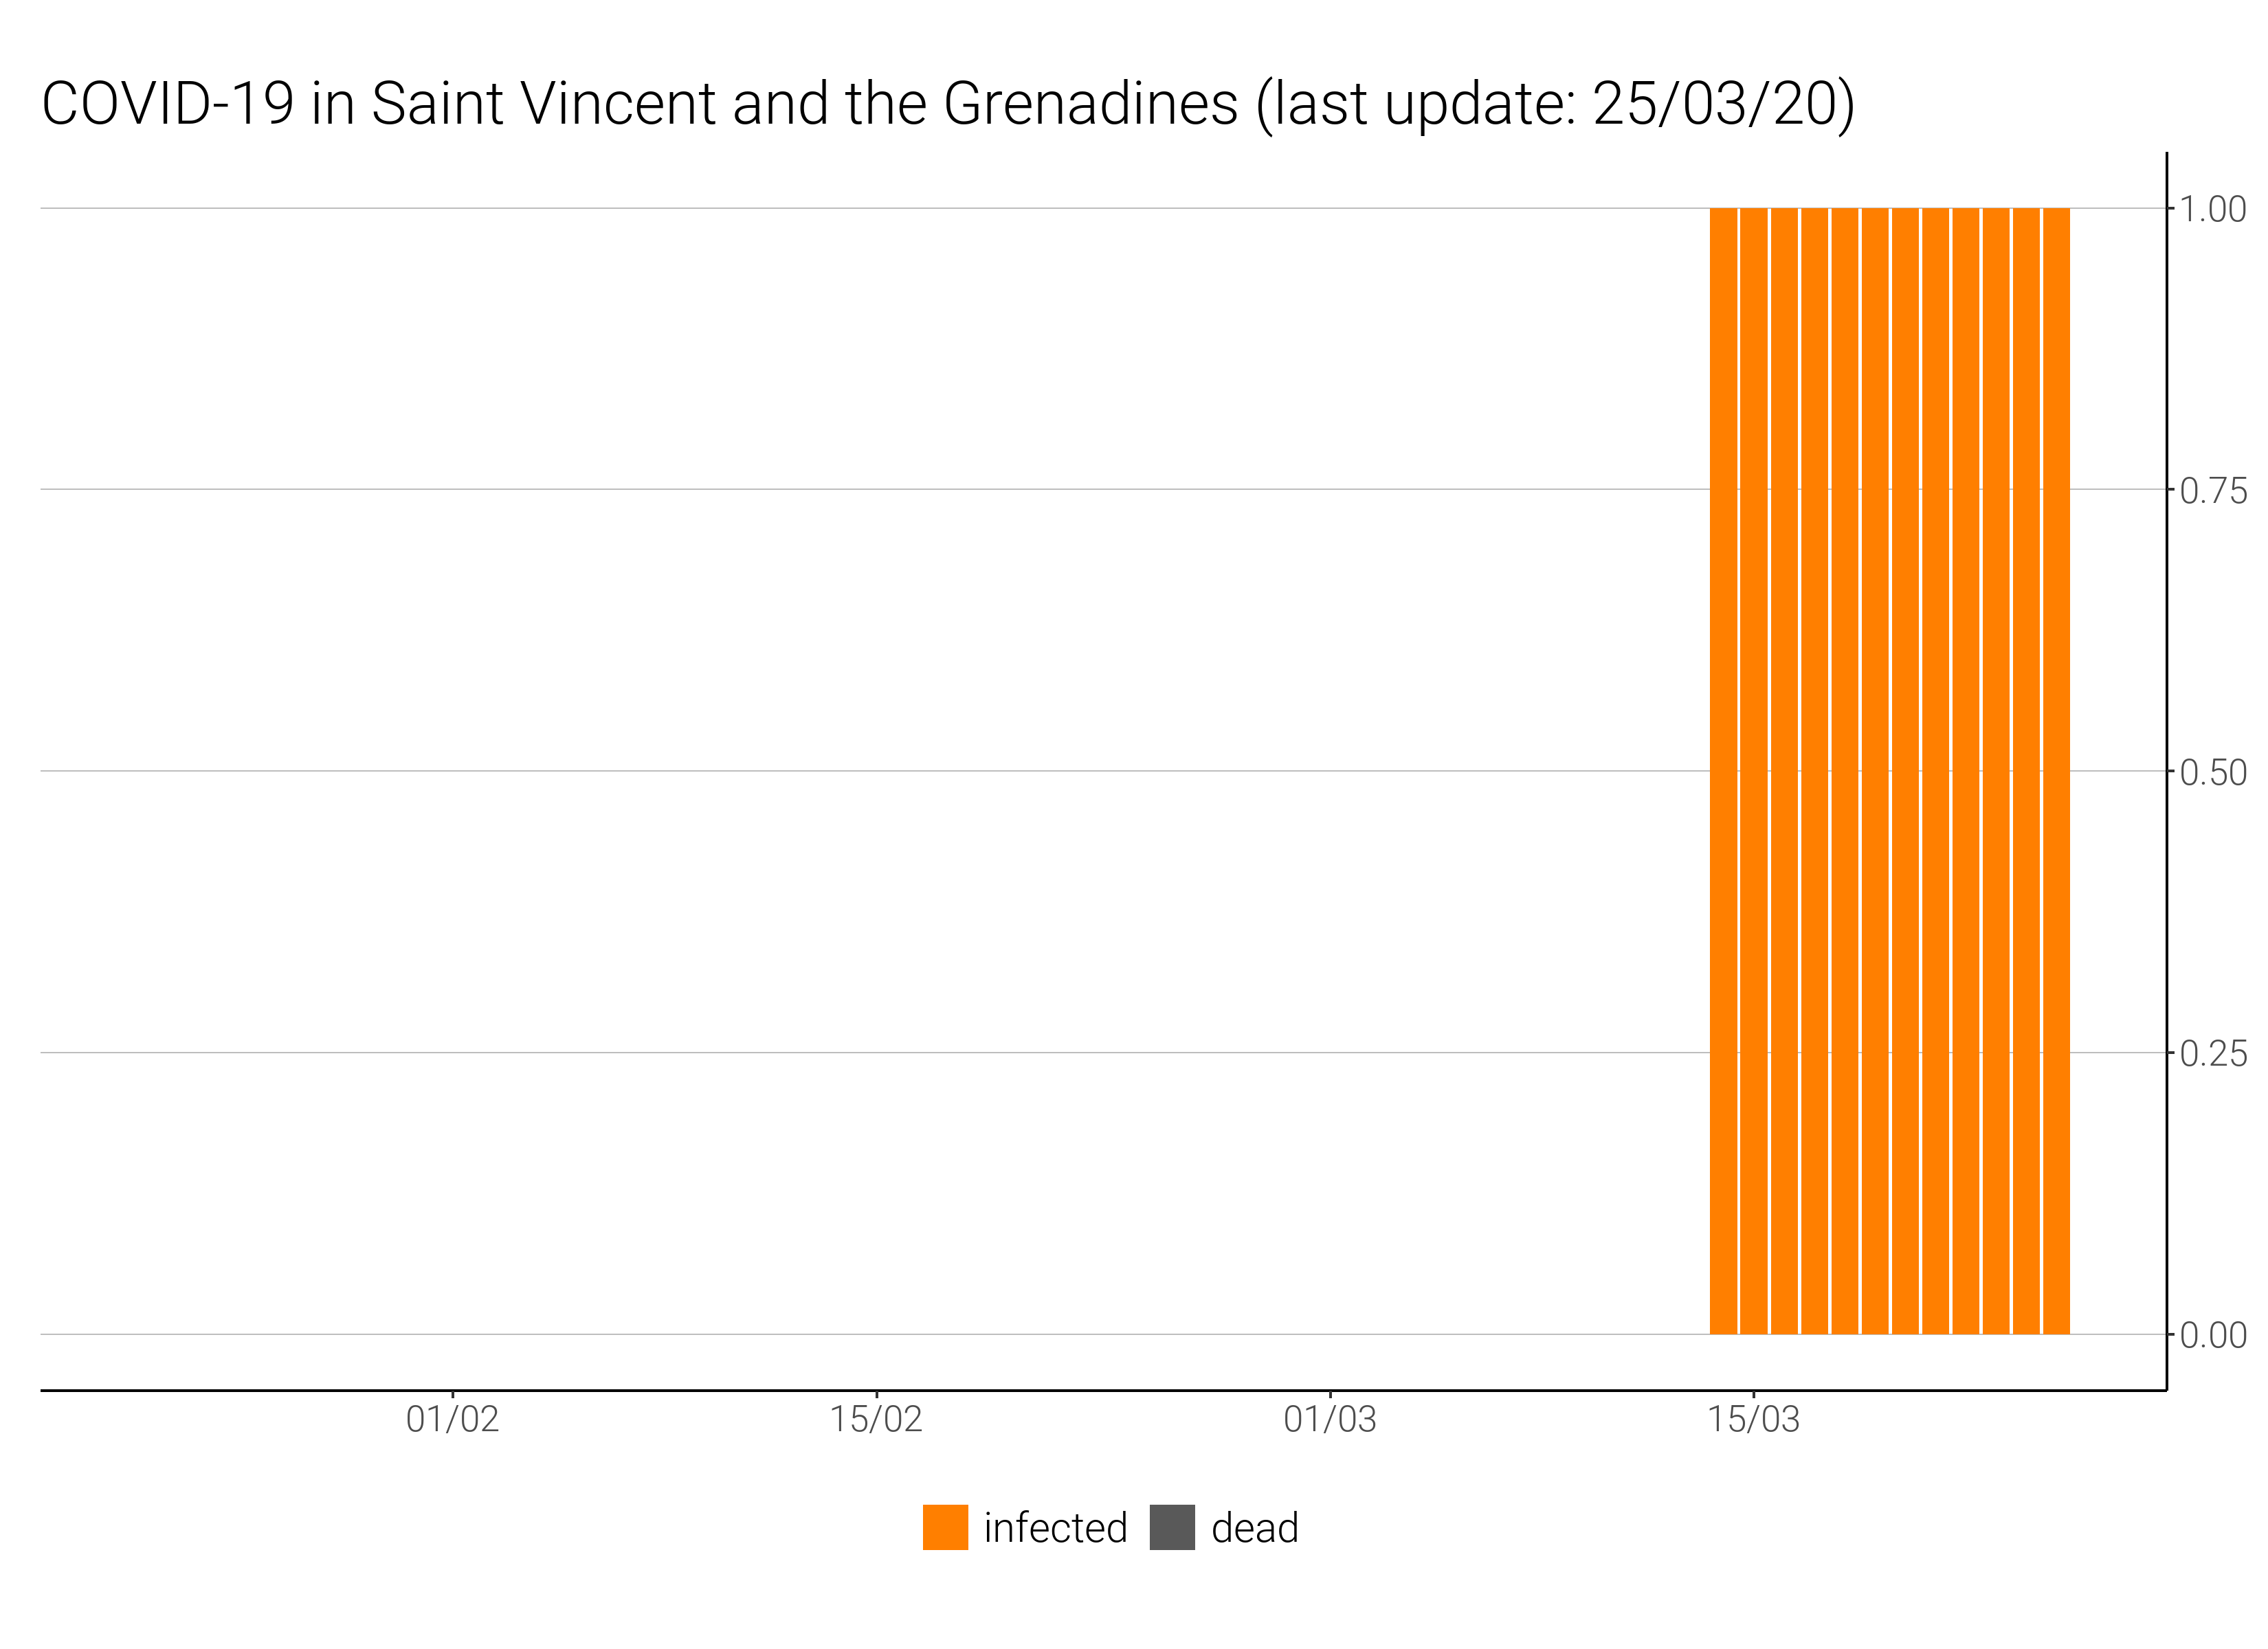 COVID-19 in Saint Vincent and the Grenadines (last update: 25/03/20)
1.00
0.75
0.50
0.25
0.00
01/02 15/02 01/03 15/03
infected dead